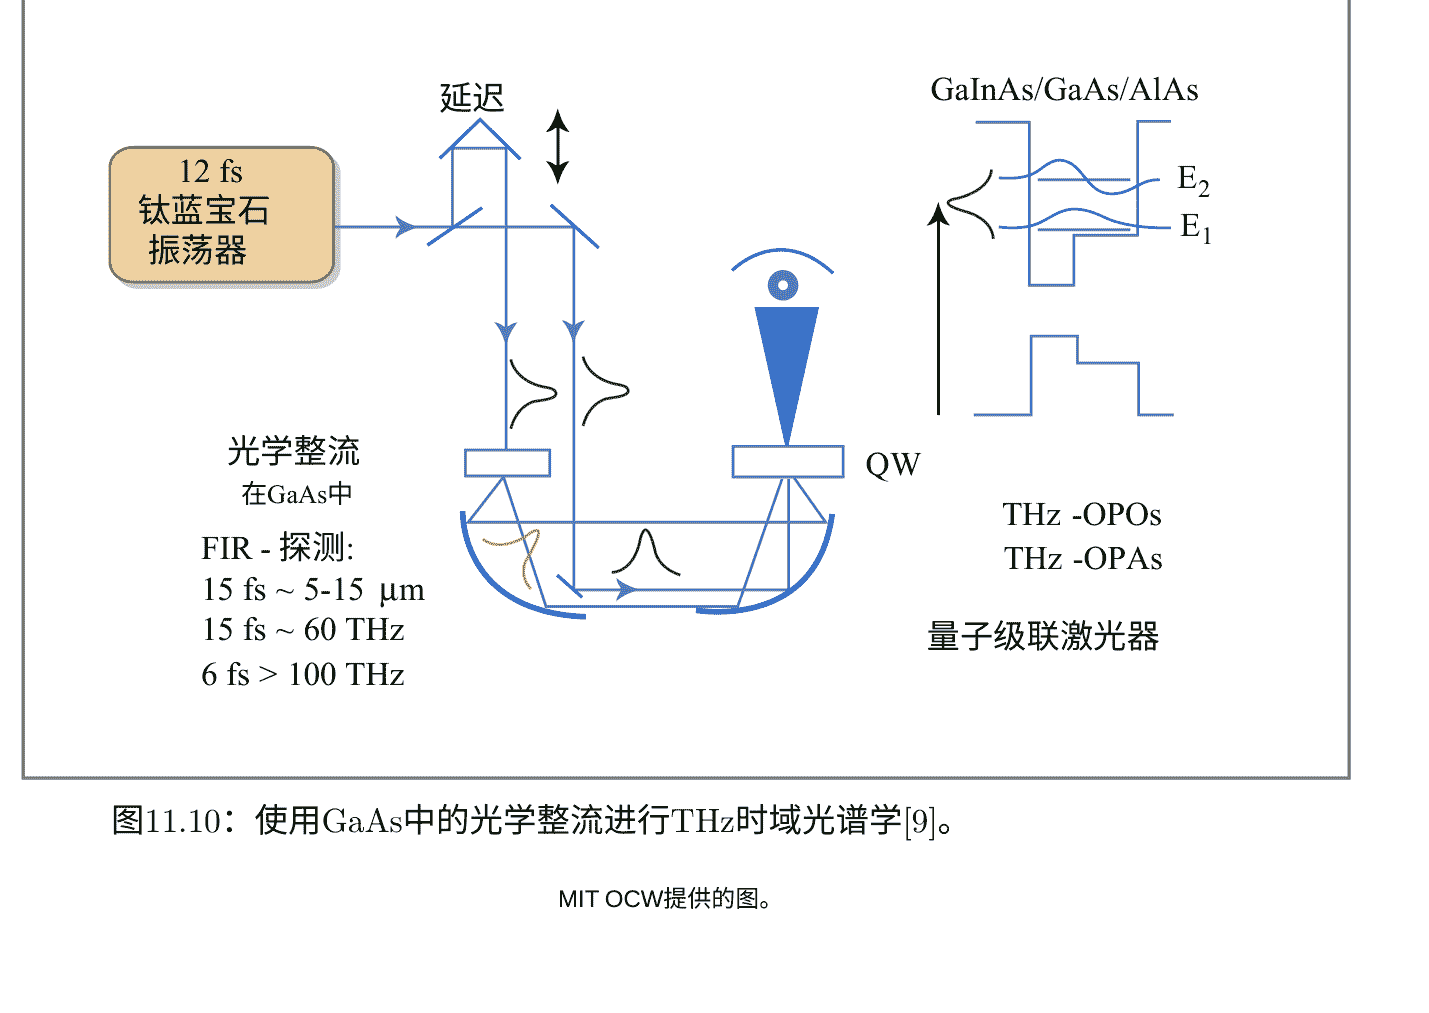 延迟
12 fs
钛蓝宝石
振荡器
GaInAs/GaAs/AlAs
E2
E1
光学整流
在GaAs中
QW
FIR - 探测:
15 fs ~ 5-15 μm
15 fs ~ 60 THz
6 fs > 100 THz
THz -OPOs
THz -OPAs
量子级联激光器
图11.10：使用GaAs中的光学整流进行THz时域光谱学[9]。
MIT OCW提供的图。